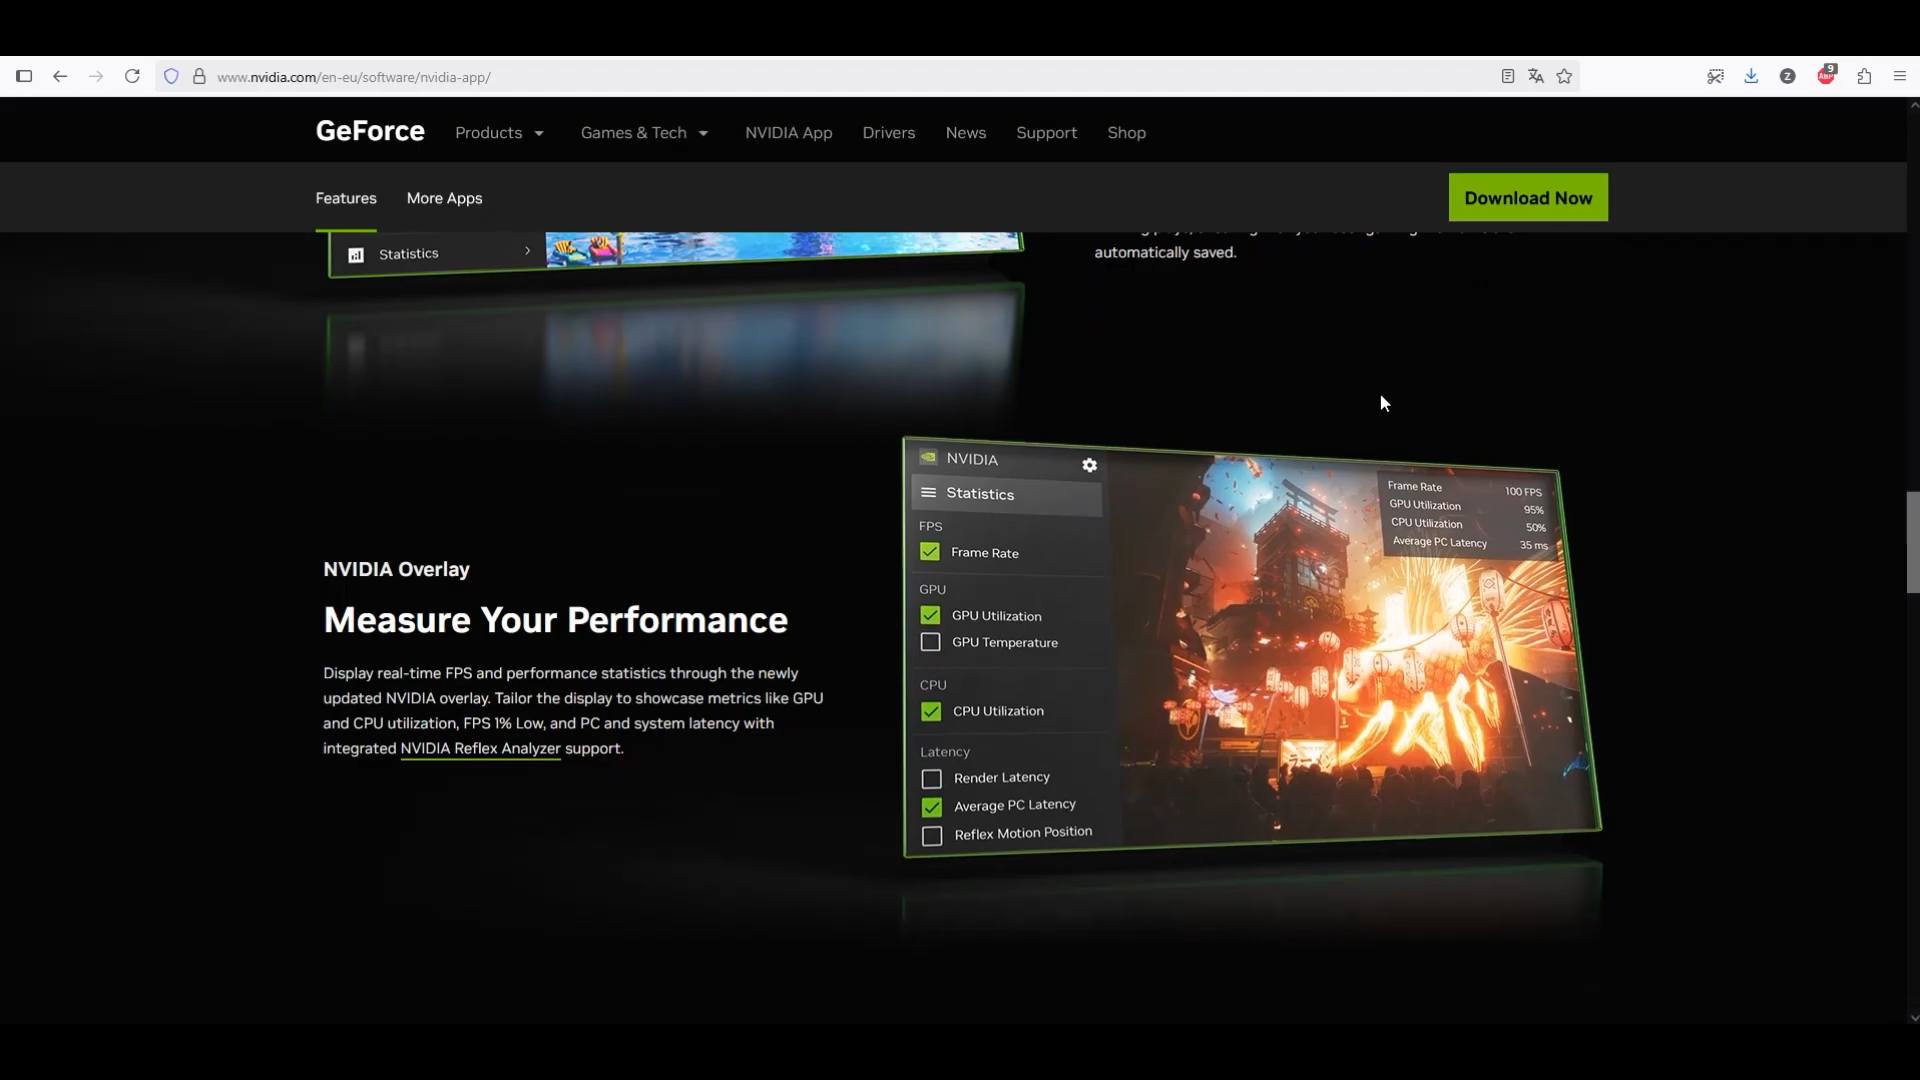 www.nvidia.com/en-eu/software/nvidia-app/
Z
9
ABP
GeForce
Products
Games & Tech
NVIDIA App
Drivers
News
Support
Shop
Features
More Apps
Download Now
Statistics
automatically saved.
NVIDIA Overlay
Measure Your Performance
Display real-time FPS and performance statistics through the newly
updated NVIDIA overlay. Tailor the display to showcase metrics like GPU
and CPU utilization, FPS 1% Low, and PC and system latency with
integrated NVIDIA Reflex Analyzer support.
NVIDIA
Statistics
FPS
Frame Rate
GPU
GPU Utilization
GPU Temperature
CPU
CPU Utilization
Latency
Render Latency
Average PC Latency
Reflex Motion Position
Frame Rate 100 FPS
GPU Utilization 95%
CPU Utilization 50%
Average PC Latency 35 ms